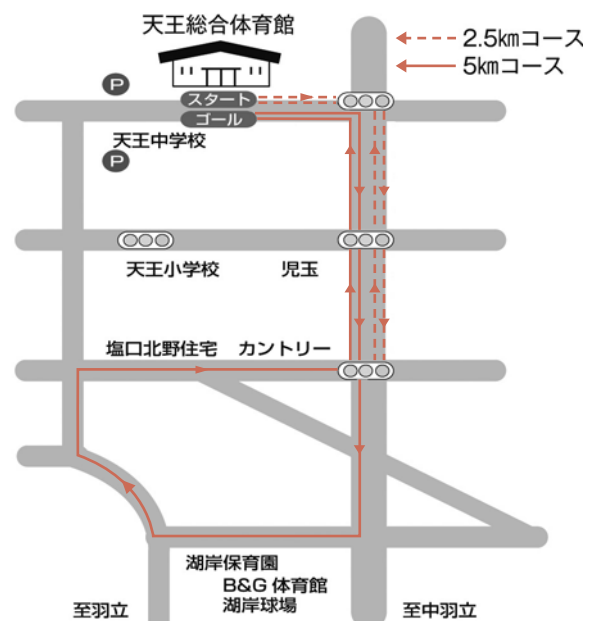 天王総合体育館
2.5㎞コース
5㎞コース
P
スタート
ゴール
天王中学校
P
天王小学校
児玉
塩口北野住宅
カントリー
湖岸保育園
B&G 体育館
湖岸球場
至羽立
至中羽立